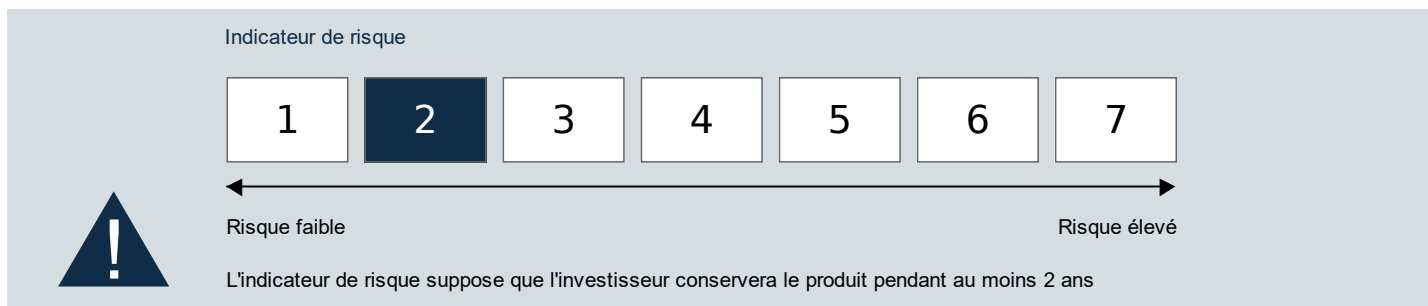 Indicateur de risque
1 2 3 4 5 6 7
!
Risque faible Risque élevé
L'indicateur de risque suppose que l'investisseur conservera le produit pendant au moins 2 ans